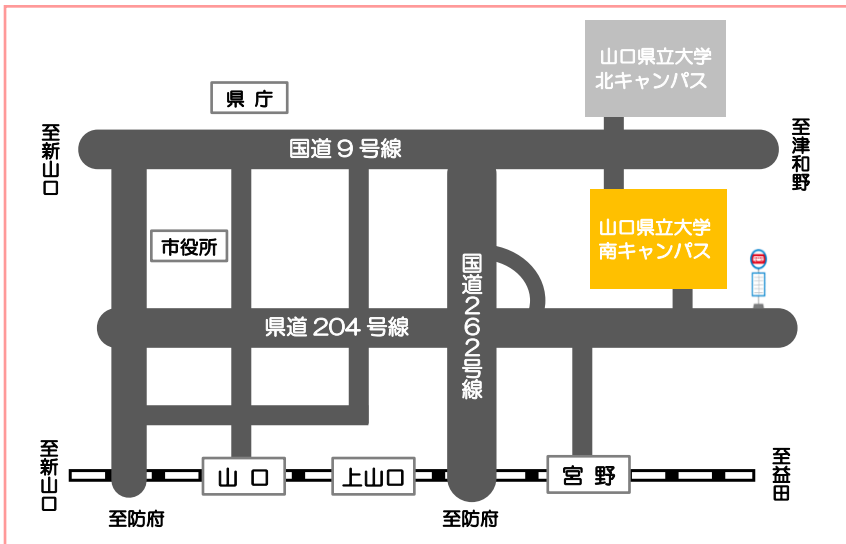 山口県立大学
北キャンパス
県庁
至新山口
国道9号線
至津和野
山口県立大学
南キャンパス
市役所
国道262号線
県道204号線
至新山口
山口
上山口
宮野
至益田
至防府
至防府